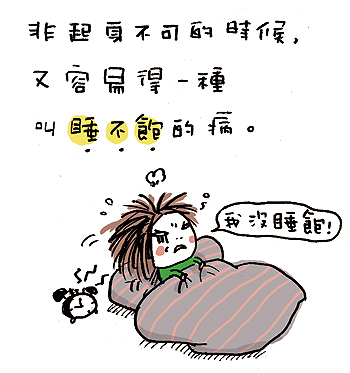 非起床不可的時候,
又容易得一種
叫睡不飽的病。
我沒睡飽!